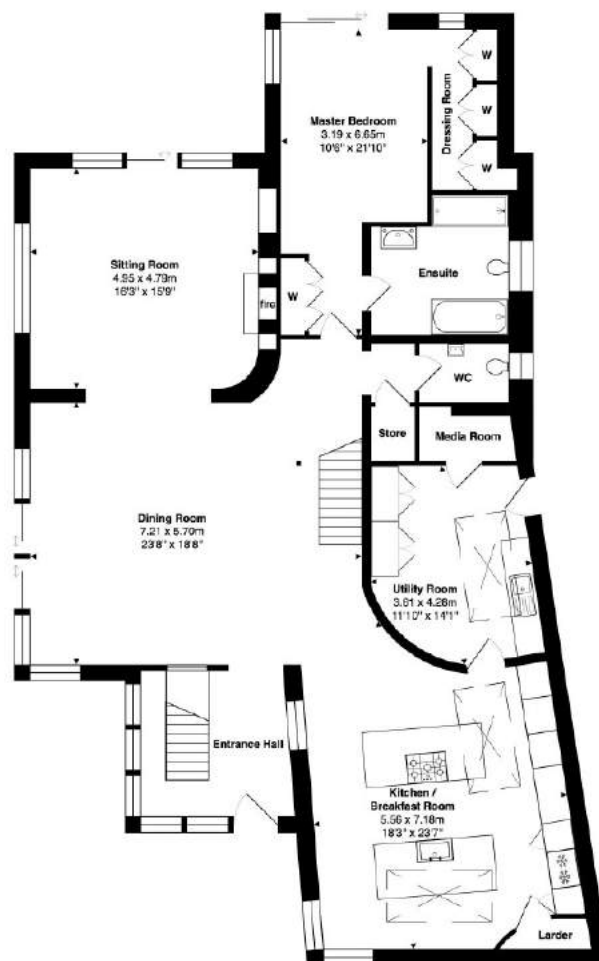 Master Bedroom
3.19 x 6.65m
10'6" x 21'10"
Dressing Room
W
W
W
Sitting Room
4.95 x 4.79m
16'3" x 15'9"
fire
W
Ensuite
WC
Store
Media Room
Dining Room
7.21 x 5.70m
23'8" x 18'8"
Utility Room
3.61 x 4.28m
11'10" x 14'1"
Entrance Hall
Kitchen /
Breakfast Room
5.56 x 7.18m
18'3" x 23'7"
Larder